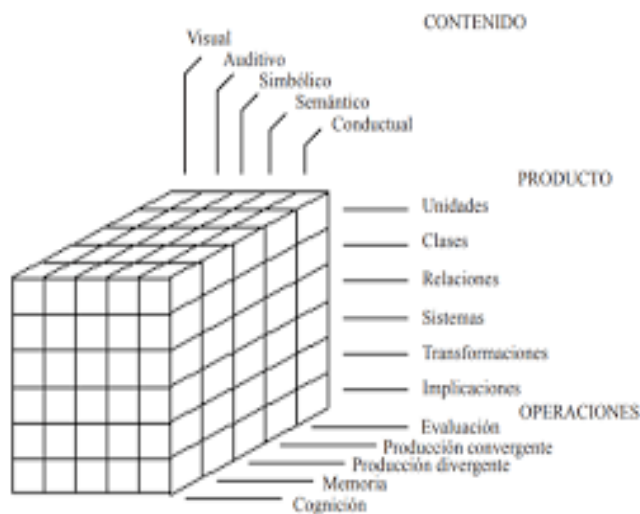 CONTENIDO
Visual
Auditivo
Simbólico
Semántico
Conductual
PRODUCTO
Unidades
Clases
Relaciones
Sistemas
Transformaciones
Implicaciones
OPERACIONES
Evaluación
Producción convergente
Producción divergente
Memoria
Cognición